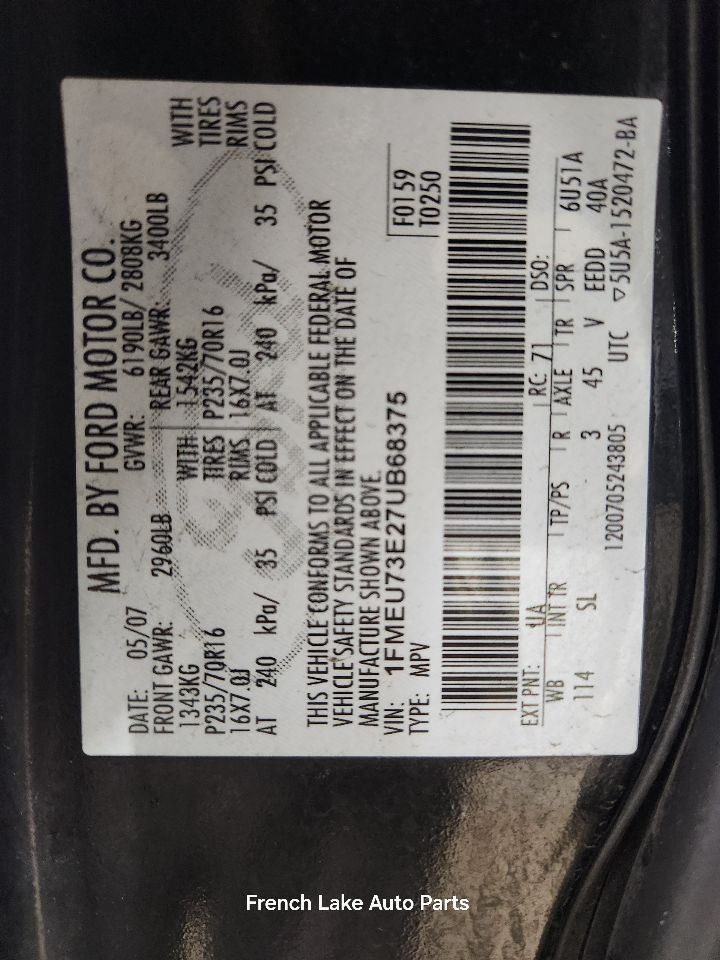 MFD. BY FORD MOTOR CO.
DATE: 05/07 GVWR: 6190LB/ 2808KG
FRONT GAWR: 2960LB REAR GAWR: 3400LB
1343KG WITH 1542KG WITH
P235/70R16 TIRES P235/70R16 TIRES
16X7.0J RIMS 16X7.0J RIMS
AT 240 kPa/ 35 PSI COLD AT 240 kPa/ 35 PSI COLD
THIS VEHICLE CONFORMS TO ALL APPLICABLE FEDERAL MOTOR
VEHICLE SAFETY STANDARDS IN EFFECT ON THE DATE OF
MANUFACTURE SHOWN ABOVE.
VIN: 1FMEU73E27UB68375 F0159
TYPE: MPV T0250
EXT PNT: UA RC: 71 DSO:
WB INT TR TP/PS R AXLE TR SPR 6U51A
114 SL 3 45 V EEDD 40A
1200705243805 UTC ▽5U5A-1520472-BA
French Lake Auto Parts